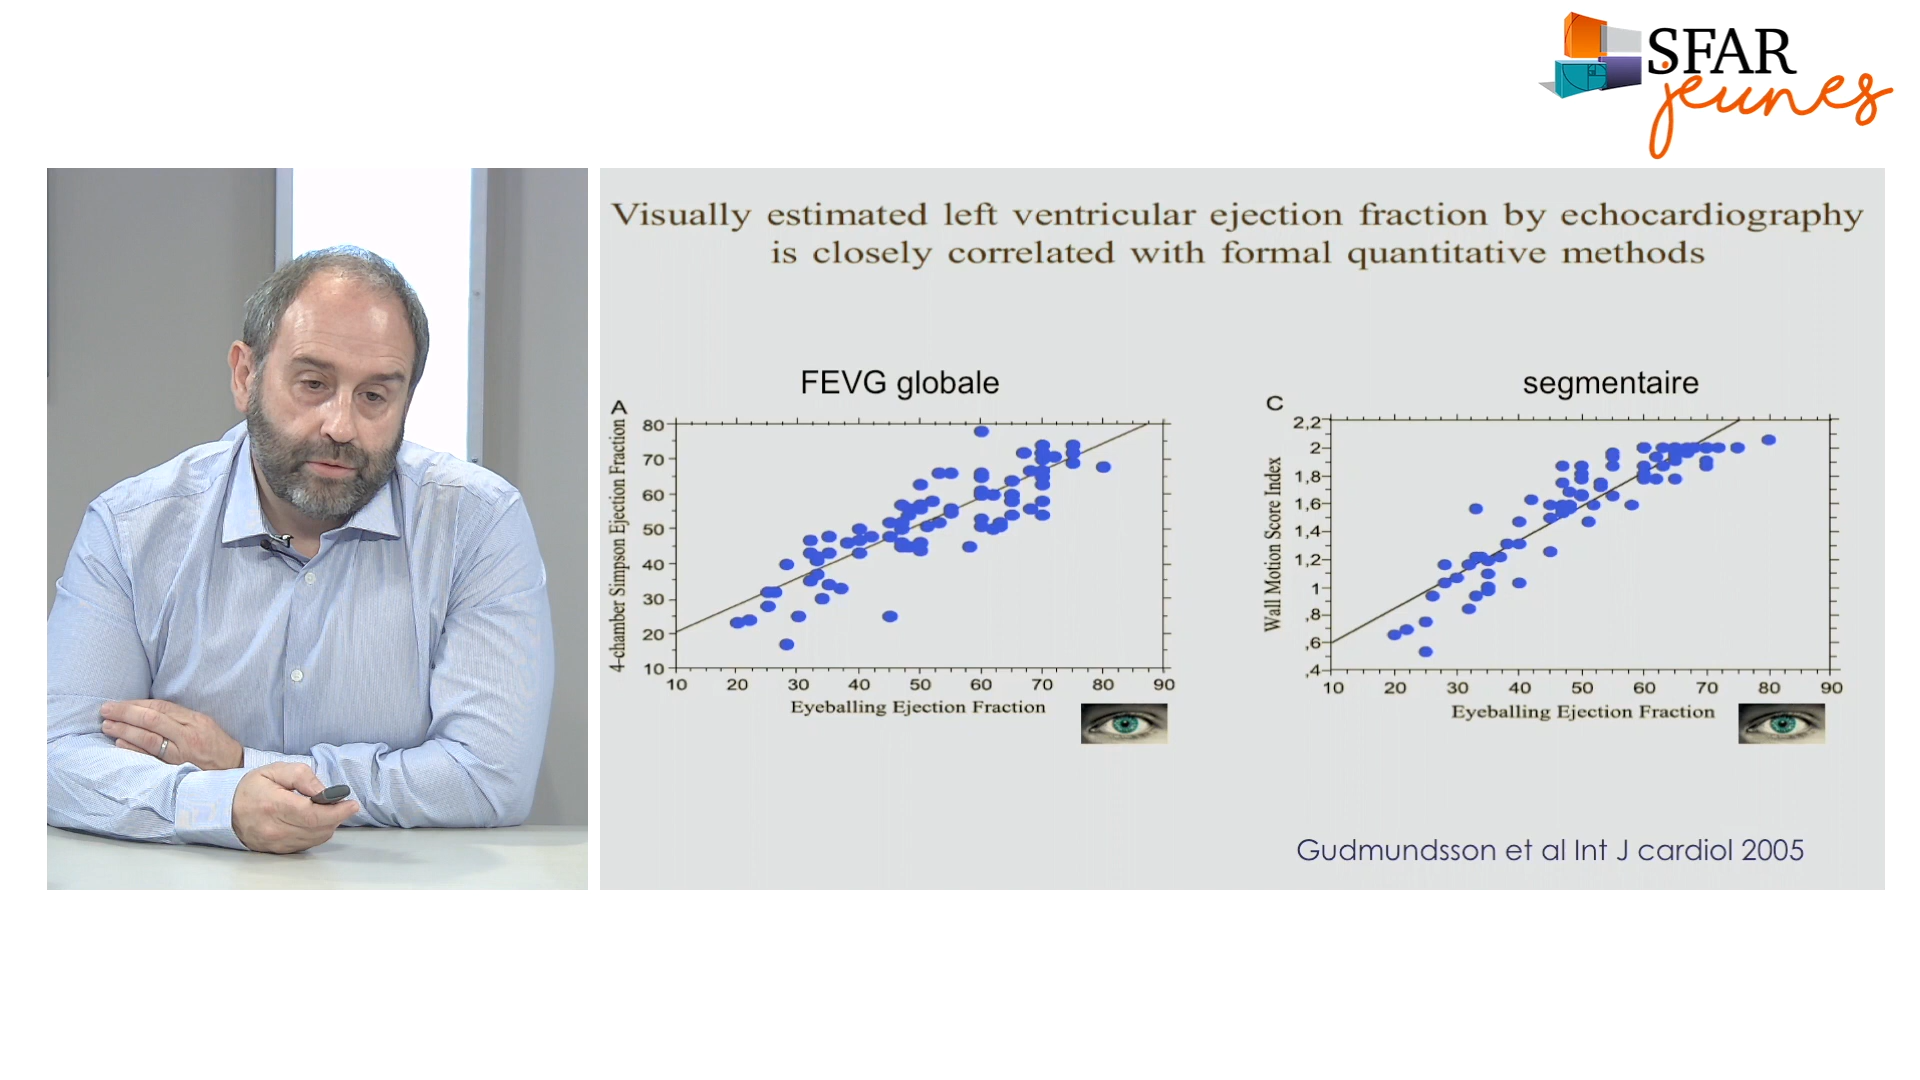 SFAR
jeunes
Visually estimated left ventricular ejection fraction by echocardiography
is closely correlated with formal quantitative methods
FEVG globale
A
4-chamber Simpson Ejection Fraction
80
70
60
50
40
30
20
10
10 20 30 40 50 60 70 80 90
Eyeballing Ejection Fraction
segmentaire
C
Wall Motion Score Index
2,2
2
1,8
1,6
1,4
1,2
1
,8
,6
,4
10 20 30 40 50 60 70 80 90
Eyeballing Ejection Fraction
Gudmundsson et al Int J cardiol 2005